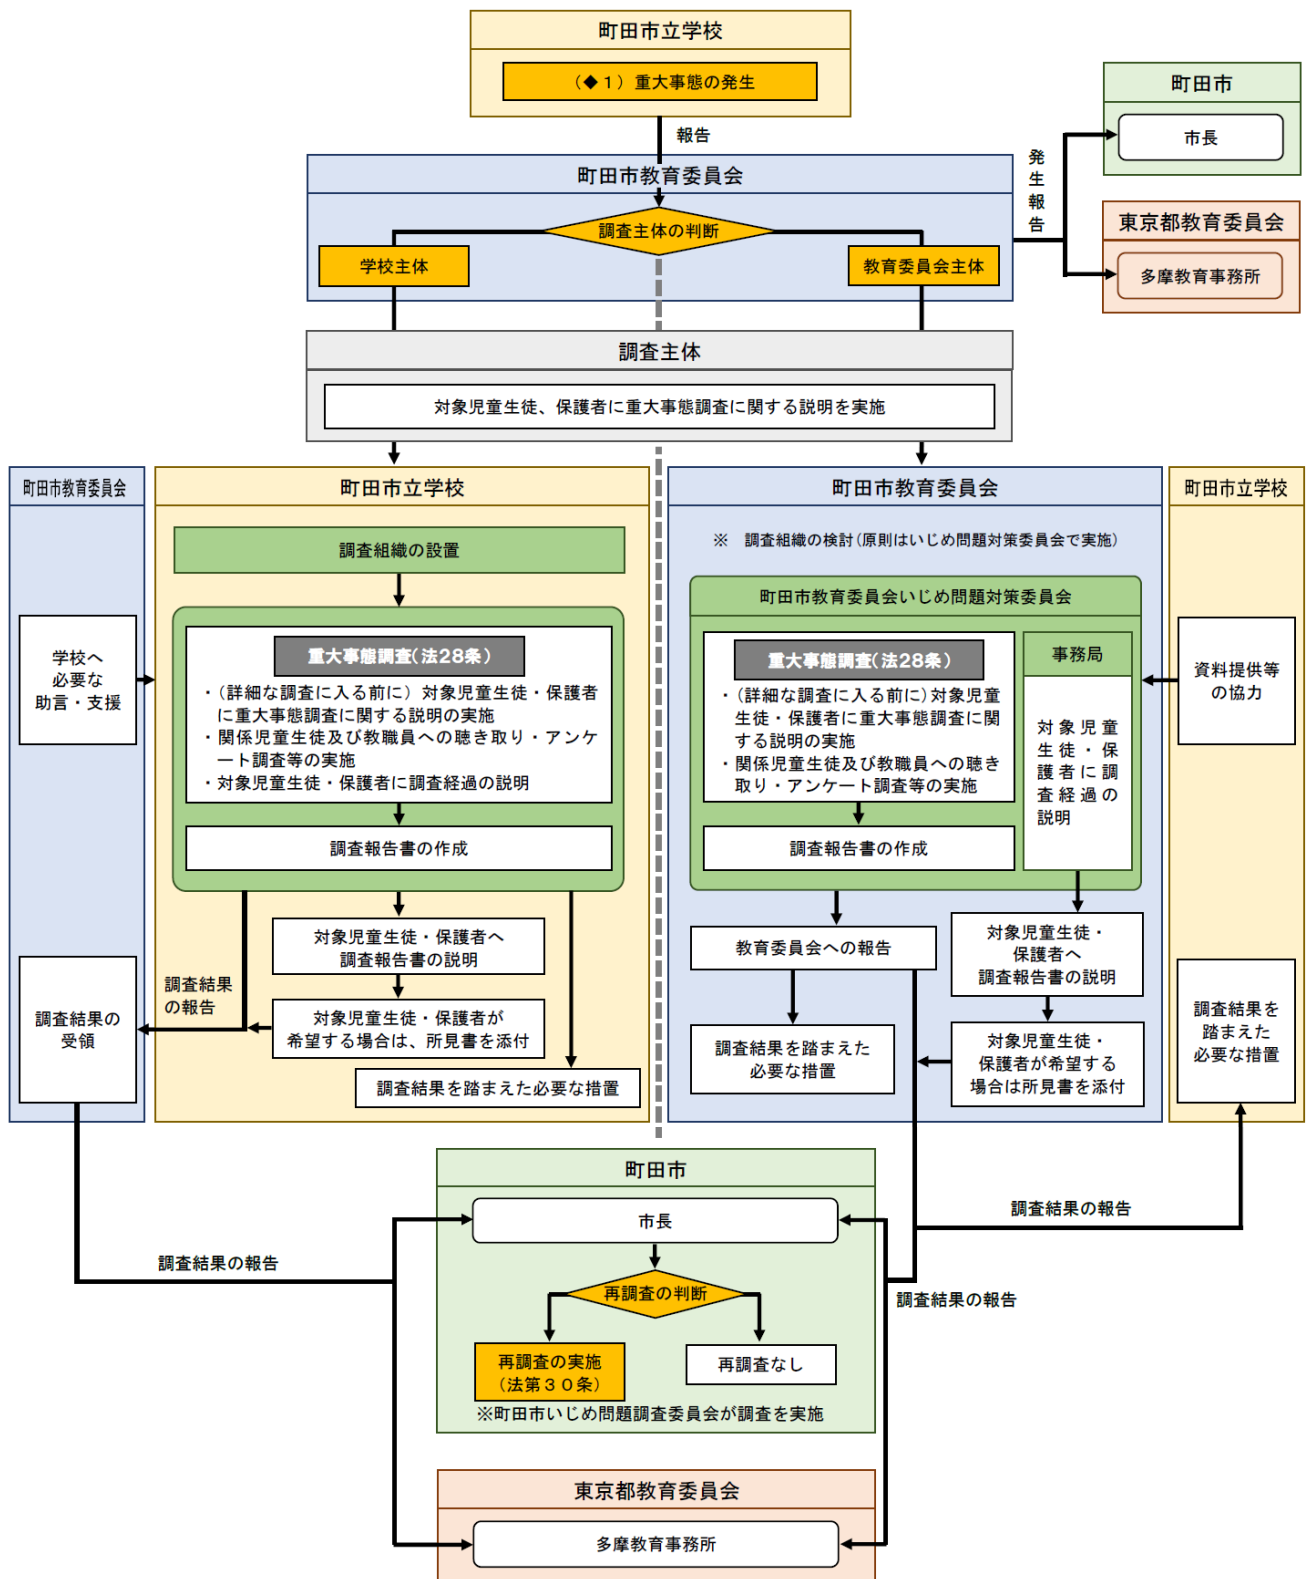 町田市立学校
（◆１）重大事態の発生
報告
町田市教育委員会
調査主体の判断
学校主体
教育委員会主体
発生報告
町田市
市長
東京都教育委員会
多摩教育事務所
調査主体
対象児童生徒、保護者に重大事態調査に関する説明を実施
町田市教育委員会
学校へ
必要な
助言・支援
調査結果の
受領
町田市立学校
調査組織の設置
重大事態調査（法２８条）
・（詳細な調査に入る前に）対象児童生徒・保護者
に重大事態調査に関する説明の実施
・関係児童生徒及び教職員への聴き取り・アンケ
ート調査等の実施
・対象児童生徒・保護者に調査経過の説明
調査報告書の作成
対象児童生徒・保護者へ
調査報告書の説明
調査結果
の報告
対象児童生徒・保護者が
希望する場合は、所見書を添付
調査結果を踏まえた必要な措置
町田市教育委員会
※　調査組織の検討（原則はいじめ問題対策委員会で実施）
町田市教育委員会いじめ問題対策委員会
重大事態調査（法２８条）
・（詳細な調査に入る前に）対象児童
生徒・保護者に重大事態調査に関
する説明の実施
・関係児童生徒及び教職員への聴き
取り・アンケート調査等の実施
調査報告書の作成
事務局
対象児童
生徒・保
護者に調
査経過の
説明
教育委員会への報告
調査結果を踏まえた
必要な措置
対象児童生徒・
保護者へ
調査報告書の説明
対象児童生徒・
保護者が希望する
場合は所見書を添付
町田市立学校
資料提供等
の協力
調査結果を
踏まえた
必要な措置
調査結果の報告
調査結果の報告
調査結果の報告
町田市
市長
再調査の判断
再調査の実施
（法第３０条）
再調査なし
※町田市いじめ問題調査委員会が調査を実施
東京都教育委員会
多摩教育事務所